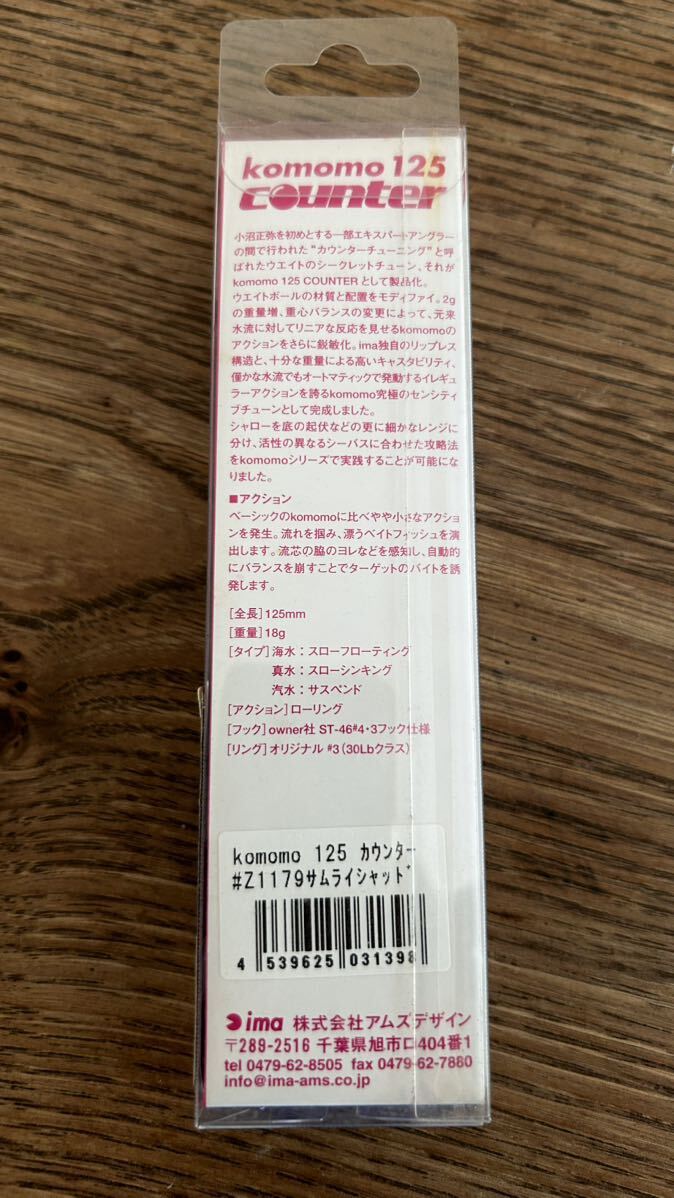 komomo 125
counter
小沼正弥を初めとする一部エキスパートアングラー
の間で行われた“カウンターチューニング”と呼
ばれたウエイトのシークレットチューン、それが
komomo 125 COUNTERとして製品化。
ウエイトボールの材質と配置をモディファイ。2g
の重量増、重心バランスの変更によって、元来
水流に対してリニアな反応を見せるkomomoの
アクションをさらに鋭敏化。ima独自のリップレス
構造と、十分な重量による高いキャスタビリティ、
僅かな水流でもオートマティックで発動するイレギュ
ラーアクションを誇るkomomo究極のセンシティ
ブチューンとして完成しました。
シャローを底の起伏などの更に細かなレンジに
分け、活性の異なるシーバスに合わせた攻略法
をkomomoシリーズで実践することが可能にな
りました。
■アクション
ベーシックのkomomoに比べやや小さなアクショ
ンを発生。流れを掴み、漂うベイトフィッシュを演
出します。流芯の脇のヨレなどを感知し、自動的
にバランスを崩すことでターゲットのバイトを誘
発します。
[全長]125mm
[重量]18g
[タイプ]海水：スローフローティング
真水：スローシンキング
汽水：サスペンド
[アクション]ローリング
[フック]owner社 ST-46#4・3フック仕様
[リング]オリジナル #3(30Lbクラス)
komomo 125 カウンター
#Z1179サムライシャッド
4 539625 031398
ima 株式会社アムズデザイン
〒289-2516 千葉県旭市ロ404番1
tel 0479-62-8505 fax 0479-62-7880
info@ima-ams.co.jp